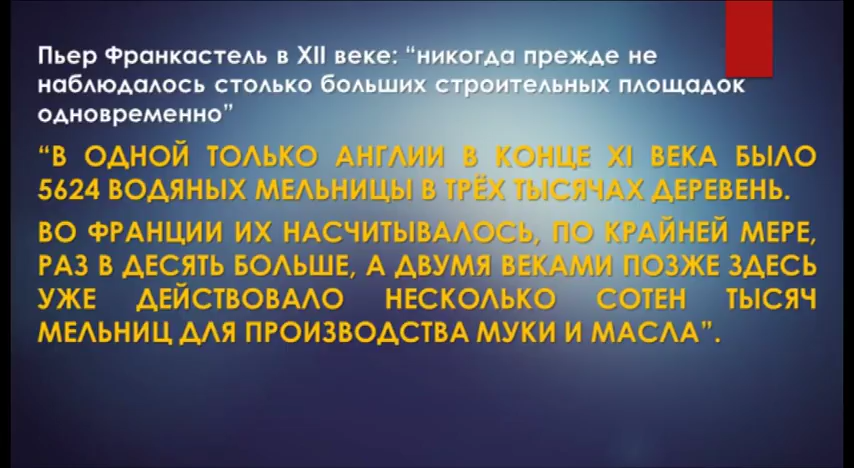 Пьер Франкастель в XII веке: “никогда прежде не
наблюдалось столько больших строительных площадок
одновременно”
“В ОДНОЙ ТОЛЬКО АНГЛИИ В КОНЦЕ XI ВЕКА БЫЛО
5624 ВОДЯНЫХ МЕЛЬНИЦЫ В ТРЁХ ТЫСЯЧАХ ДЕРЕВЕНЬ.
ВО ФРАНЦИИ ИХ НАСЧИТЫВАЛОСЬ, ПО КРАЙНЕЙ МЕРЕ,
РАЗ В ДЕСЯТЬ БОЛЬШЕ, А ДВУМЯ ВЕКАМИ ПОЗЖЕ ЗДЕСЬ
УЖЕ ДЕЙСТВОВАЛО НЕСКОЛЬКО СОТЕН ТЫСЯЧ
МЕЛЬНИЦ ДЛЯ ПРОИЗВОДСТВА МУКИ И МАСЛА”.